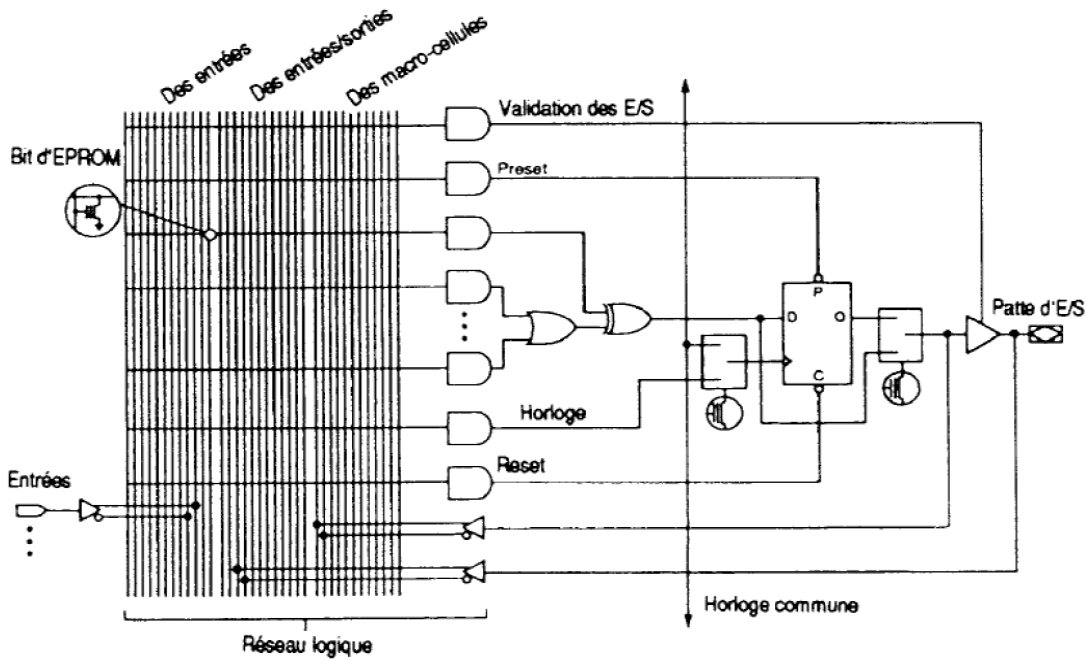 Des entrées
Des entrées/sorties
Des macro-cellules
Validation des E/S
Bit d'EPROM
Preset
P
Patte d'E/S
D
O
C
Horloge
Reset
Entrées
Horloge commune
Réseau logique